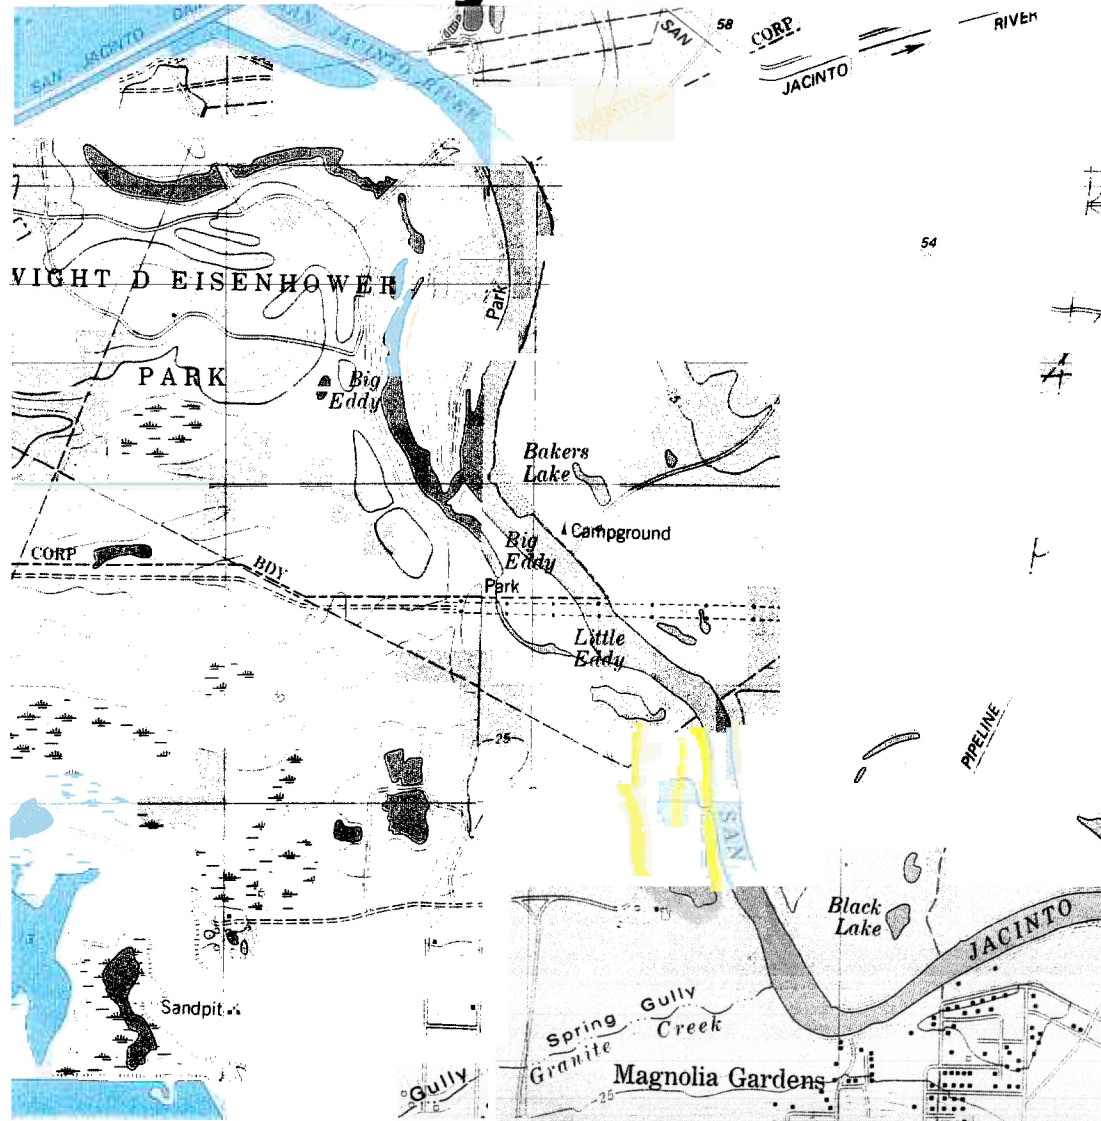 SAN JACINTO
SAN JACINTO RIVER
SAN
58
CORP
JACINTO
RIVER
54
WIGHT D EISENHOWER
PARK
Park
Big
Eddy
Bakers
Lake
Campground
Big
Eddy
CORP
BDY
Park
Little
Eddy
25
PIPELINE
SAN
Black
Lake
JACINTO
Sandpit
Spring Gully
Granite Creek
Gully
Magnolia Gardens
25